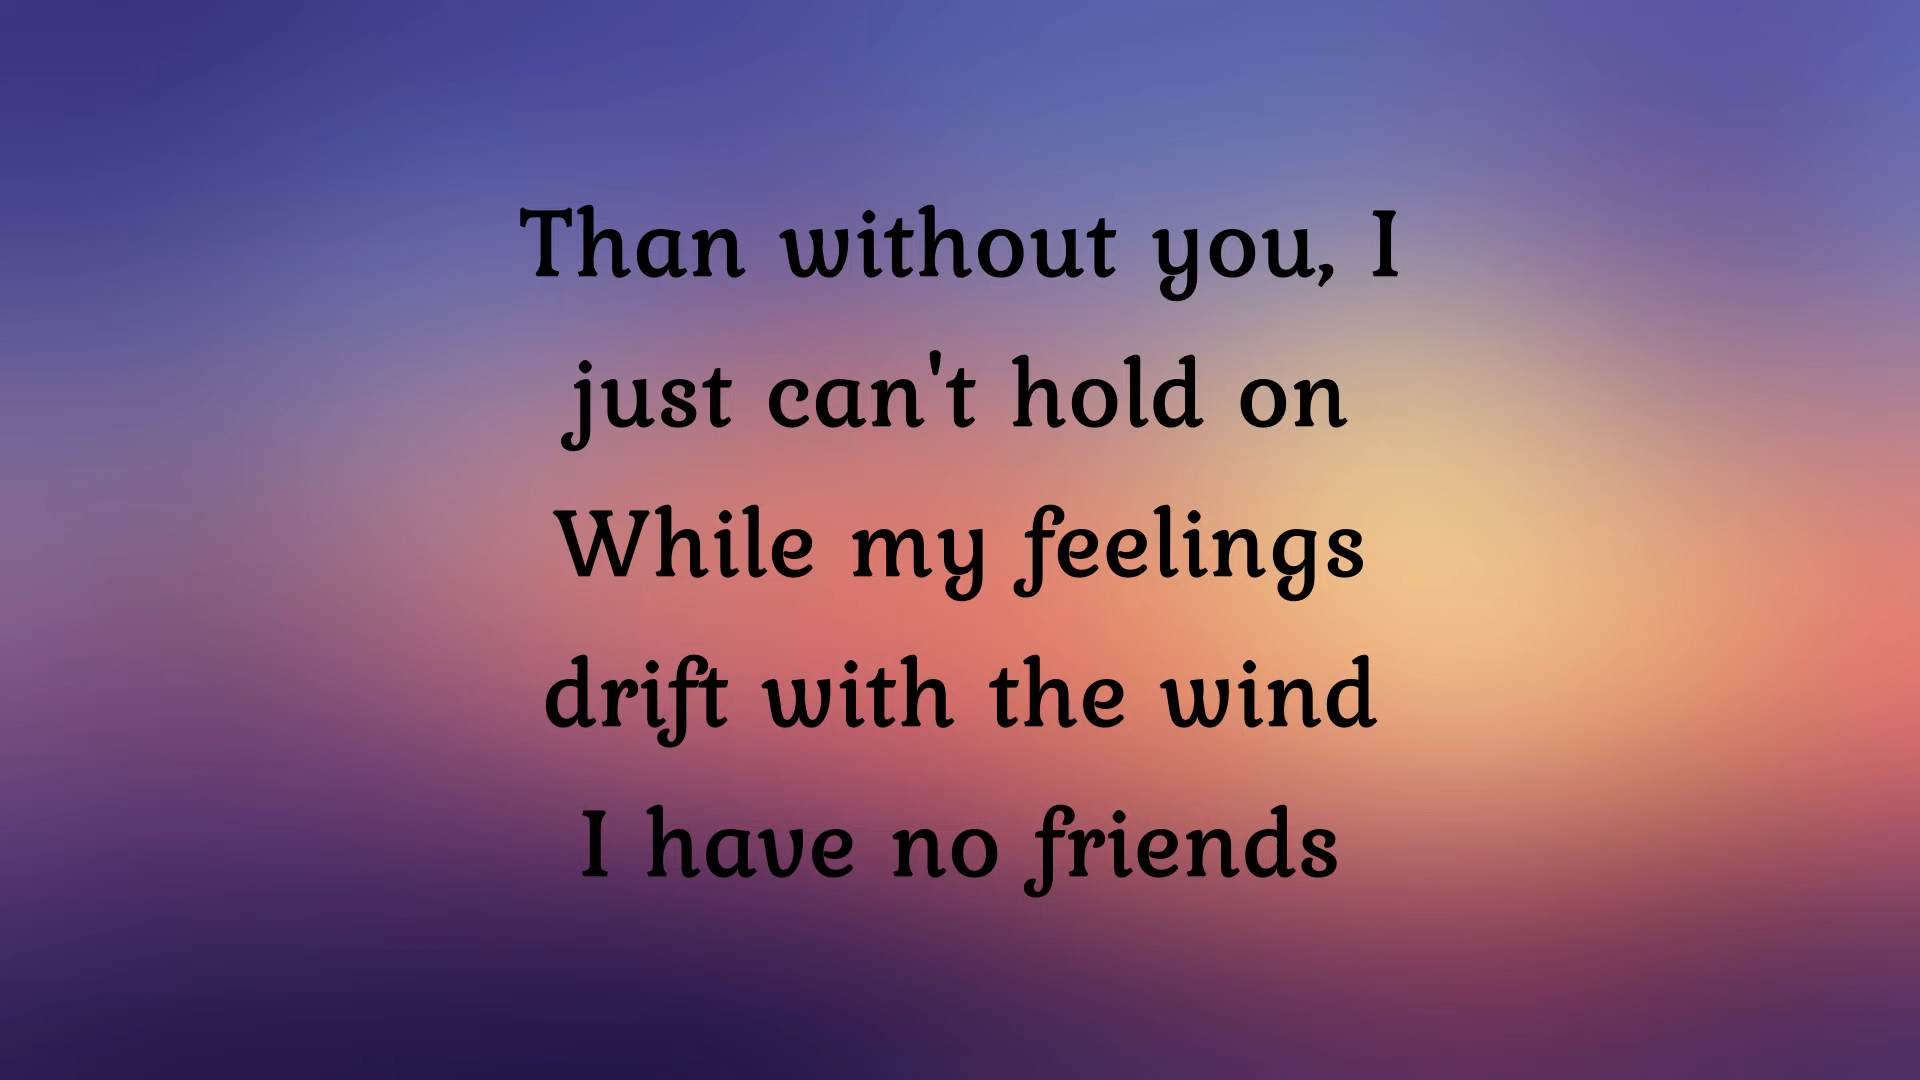 Than without you, I
just can't hold on
While my feelings
drift with the wind
I have no friends